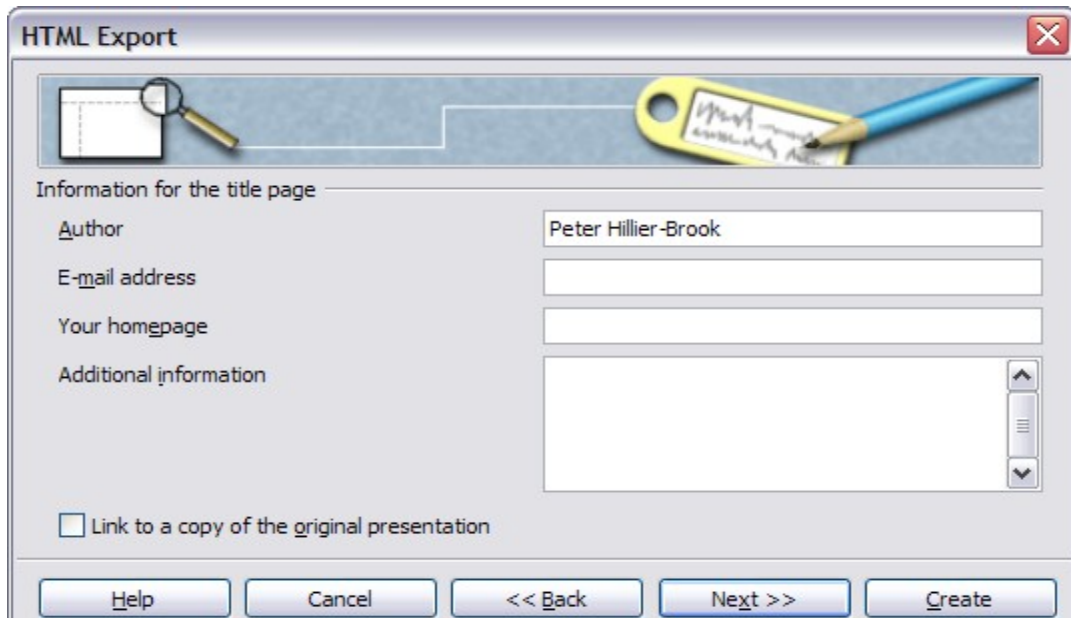 HTML Export
Information for the title page
Author Peter Hillier-Brook
E-mail address
Your homepage
Additional information
Link to a copy of the original presentation
Help Cancel << Back Next >> Create